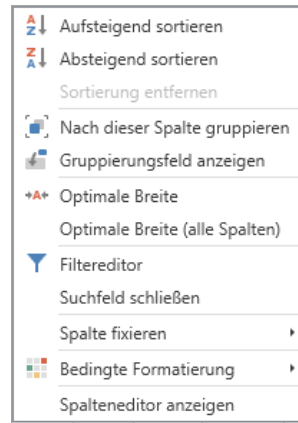 Aufsteigend sortieren
Absteigend sortieren
Sortierung entfernen
Nach dieser Spalte gruppieren
Gruppierungsfeld anzeigen
Optimale Breite
Optimale Breite (alle Spalten)
Filtereditor
Suchfeld schließen
Spalte fixieren
Bedingte Formatierung
Spalteneditor anzeigen